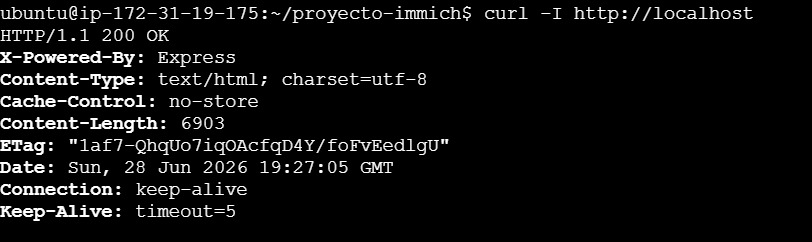 ubuntu@ip-172-31-19-175:~/proyecto-immich$ curl -I http://localhost
HTTP/1.1 200 OK
X-Powered-By: Express
Content-Type: text/html; charset=utf-8
Cache-Control: no-store
Content-Length: 6903
ETag: "1af7-QhqUo7iqOAcfqD4Y/foFvEedlgU"
Date: Sun, 28 Jun 2026 19:27:05 GMT
Connection: keep-alive
Keep-Alive: timeout=5